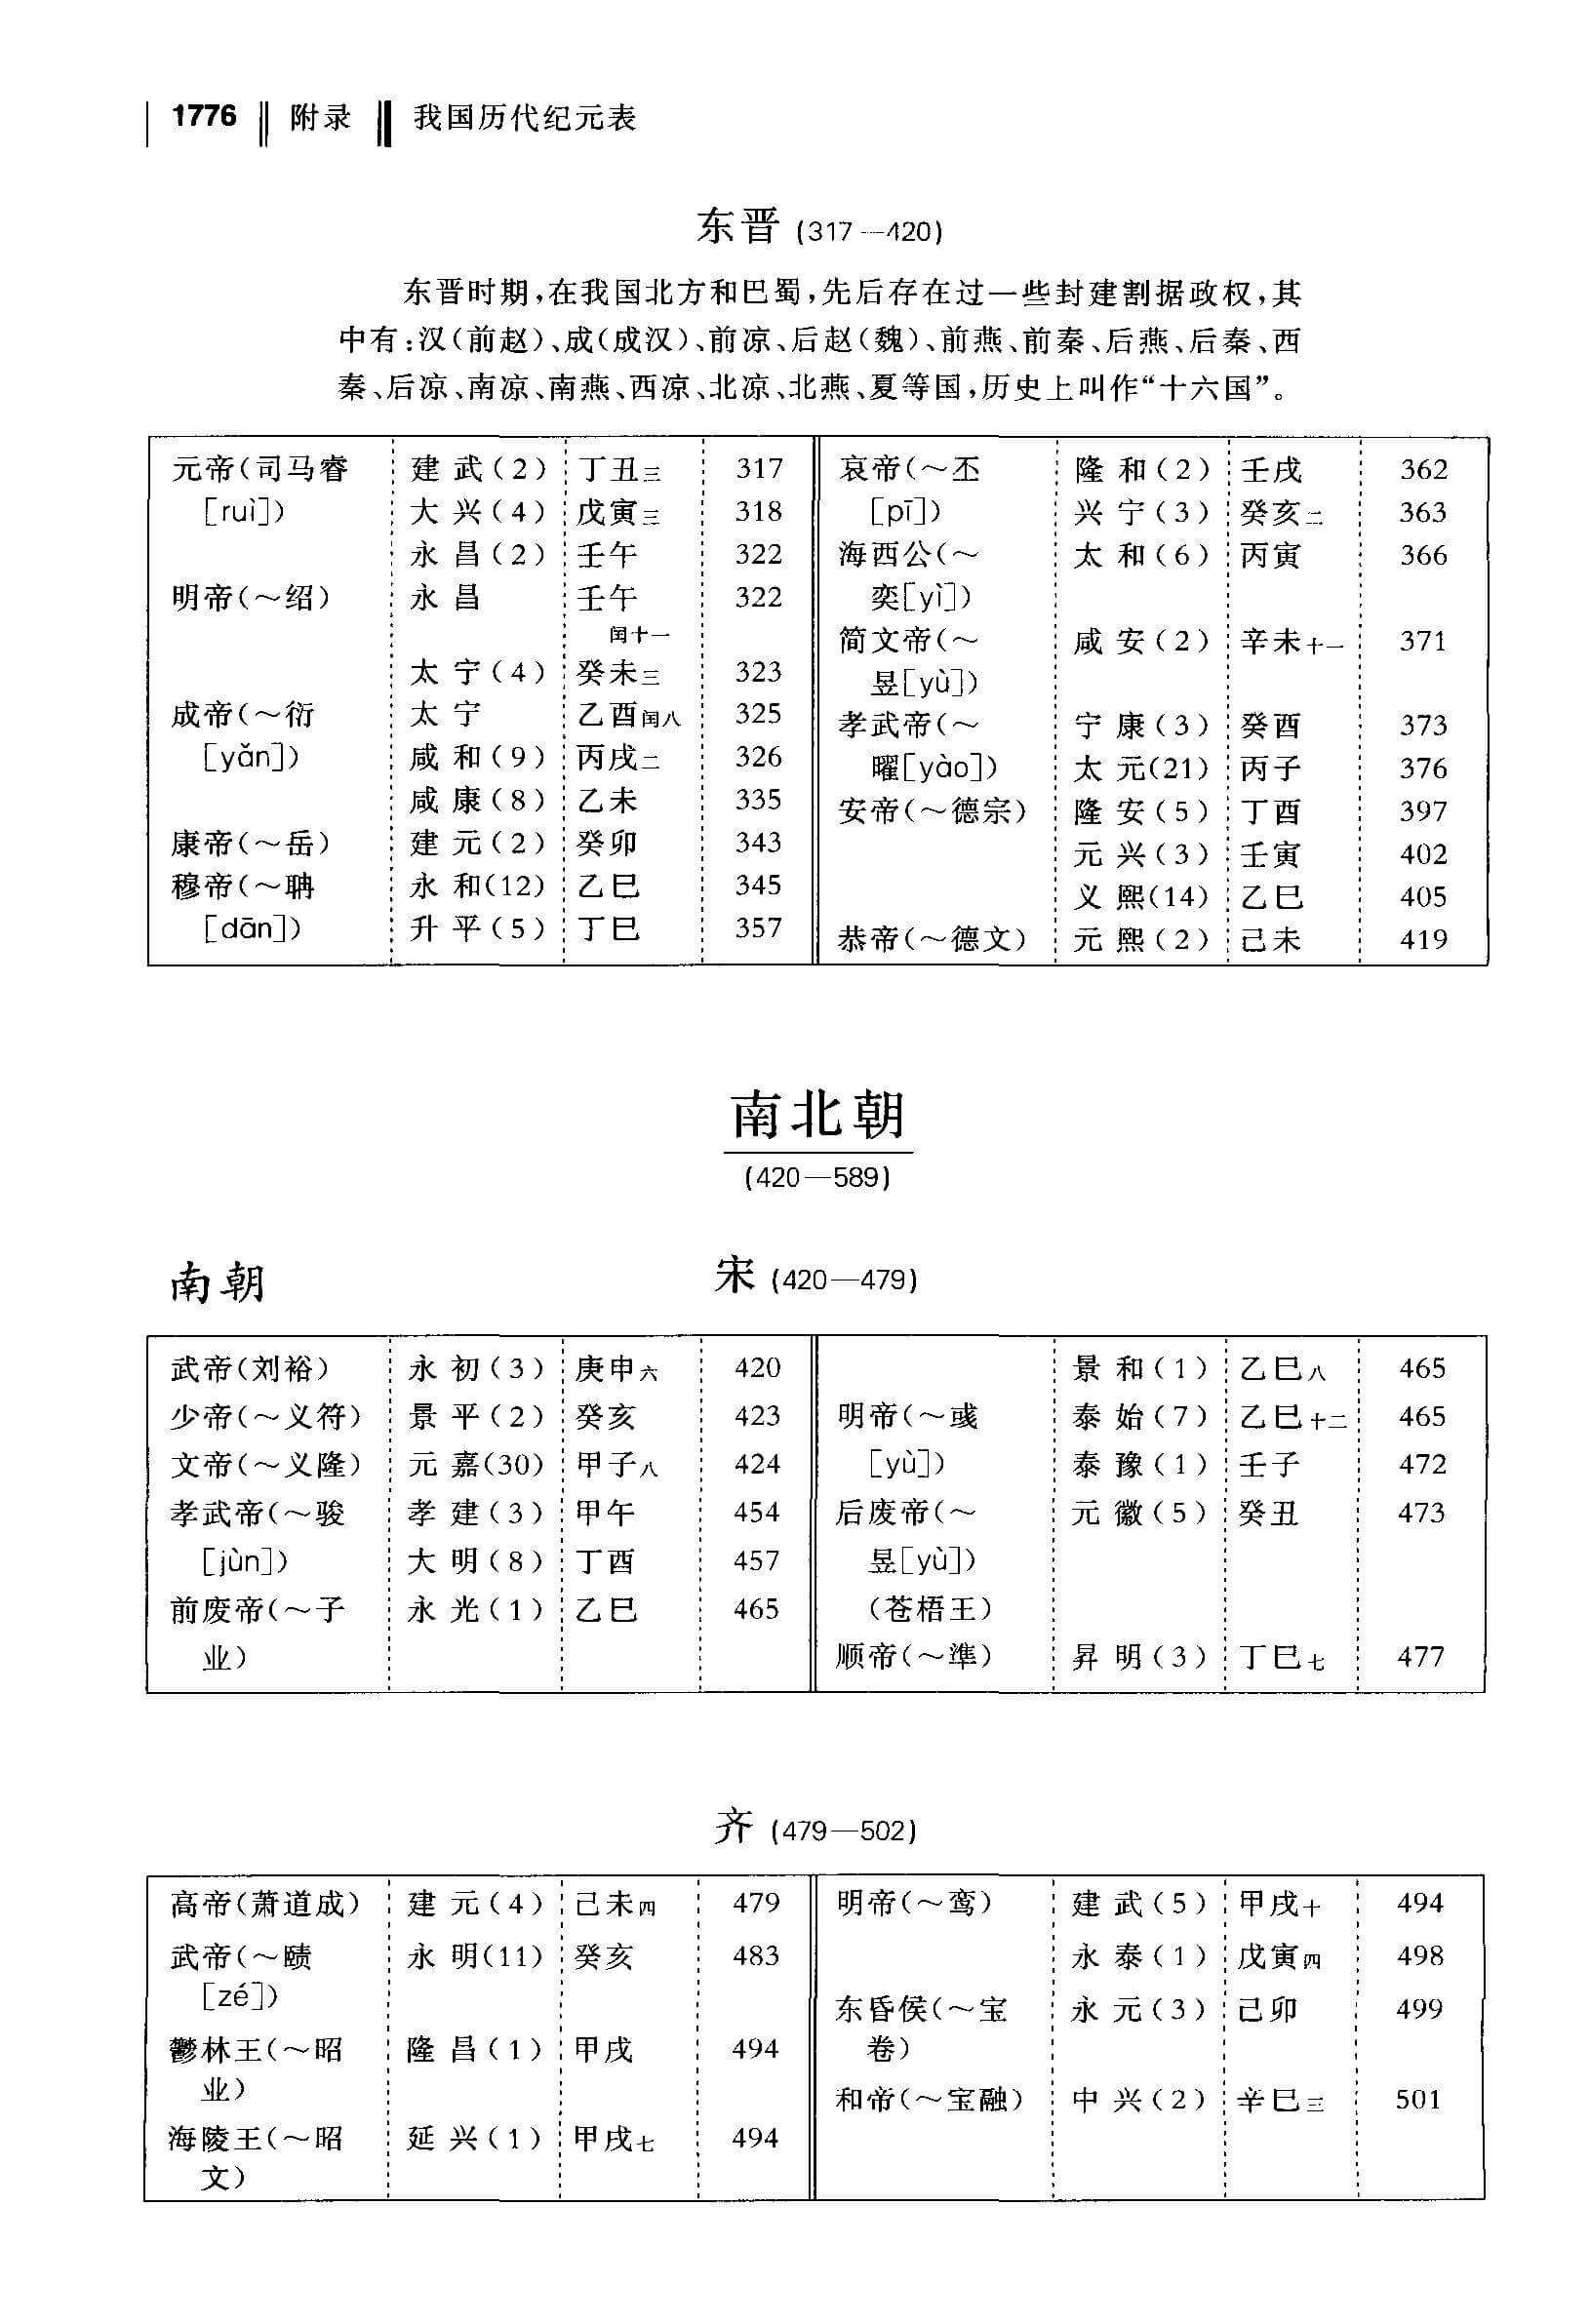 1776 附录 我国历代纪元表
东晋 (317—420)
东晋时期,在我国北方和巴蜀,先后存在过一些封建割据政权,其
中有:汉(前赵)、成(成汉)、前凉、后赵(魏)、前燕、前秦、后燕、后秦、西
秦、后凉、南凉、南燕、西凉、北凉、北燕、夏等国,历史上叫作“十六国”。
元帝(司马睿 建 武(2) 丁丑三 317
[ruì]) 大 兴(4) 戊寅三 318
永 昌(2) 壬午 322
明帝(～绍) 永 昌 壬午 322
闰十一
太 宁(4) 癸未三 323
成帝(～衍 太 宁 乙酉闰八 325
[yǎn]) 咸 和(9) 丙戌二 326
咸 康(8) 乙未 335
康帝(～岳) 建 元(2) 癸卯 343
穆帝(～聃 永 和(12) 乙巳 345
[dān]) 升 平(5) 丁巳 357
哀帝(～丕 隆 和(2) 壬戌 362
[pī]) 兴 宁(3) 癸亥二 363
海西公(～ 太 和(6) 丙寅 366
奕[yì])
简文帝(～ 咸 安(2) 辛未十一 371
昱[yù])
孝武帝(～ 宁 康(3) 癸酉 373
曜[yào]) 太 元(21) 丙子 376
安帝(～德宗) 隆 安(5) 丁酉 397
元 兴(3) 壬寅 402
义 熙(14) 乙巳 405
恭帝(～德文) 元 熙(2) 己未 419
南北朝
(420—589)
南朝 宋 (420—479)
武帝(刘裕) 永 初(3) 庚申六 420
少帝(～义符) 景 平(2) 癸亥 423
文帝(～义隆) 元 嘉(30) 甲子八 424
孝武帝(～骏 孝 建(3) 甲午 454
[jùn]) 大 明(8) 丁酉 457
前废帝(～子 永 光(1) 乙巳 465
业)
景 和(1) 乙巳八 465
明帝(～彧 泰 始(7) 乙巳十二 465
[yù]) 泰 豫(1) 壬子 472
后废帝(～ 元 徽(5) 癸丑 473
昱[yù])
(苍梧王)
顺帝(～準) 昇 明(3) 丁巳七 477
齐 (479—502)
高帝(萧道成) 建 元(4) 己未四 479
武帝(～赜 永 明(11) 癸亥 483
[zé])
鬱林王(～昭 隆 昌(1) 甲戌 494
业)
海陵王(～昭 延 兴(1) 甲戌七 494
文)
明帝(～鸾) 建 武(5) 甲戌十 494
永 泰(1) 戊寅四 498
东昏侯(～宝 永 元(3) 己卯 499
卷)
和帝(～宝融) 中 兴(2) 辛巳三 501